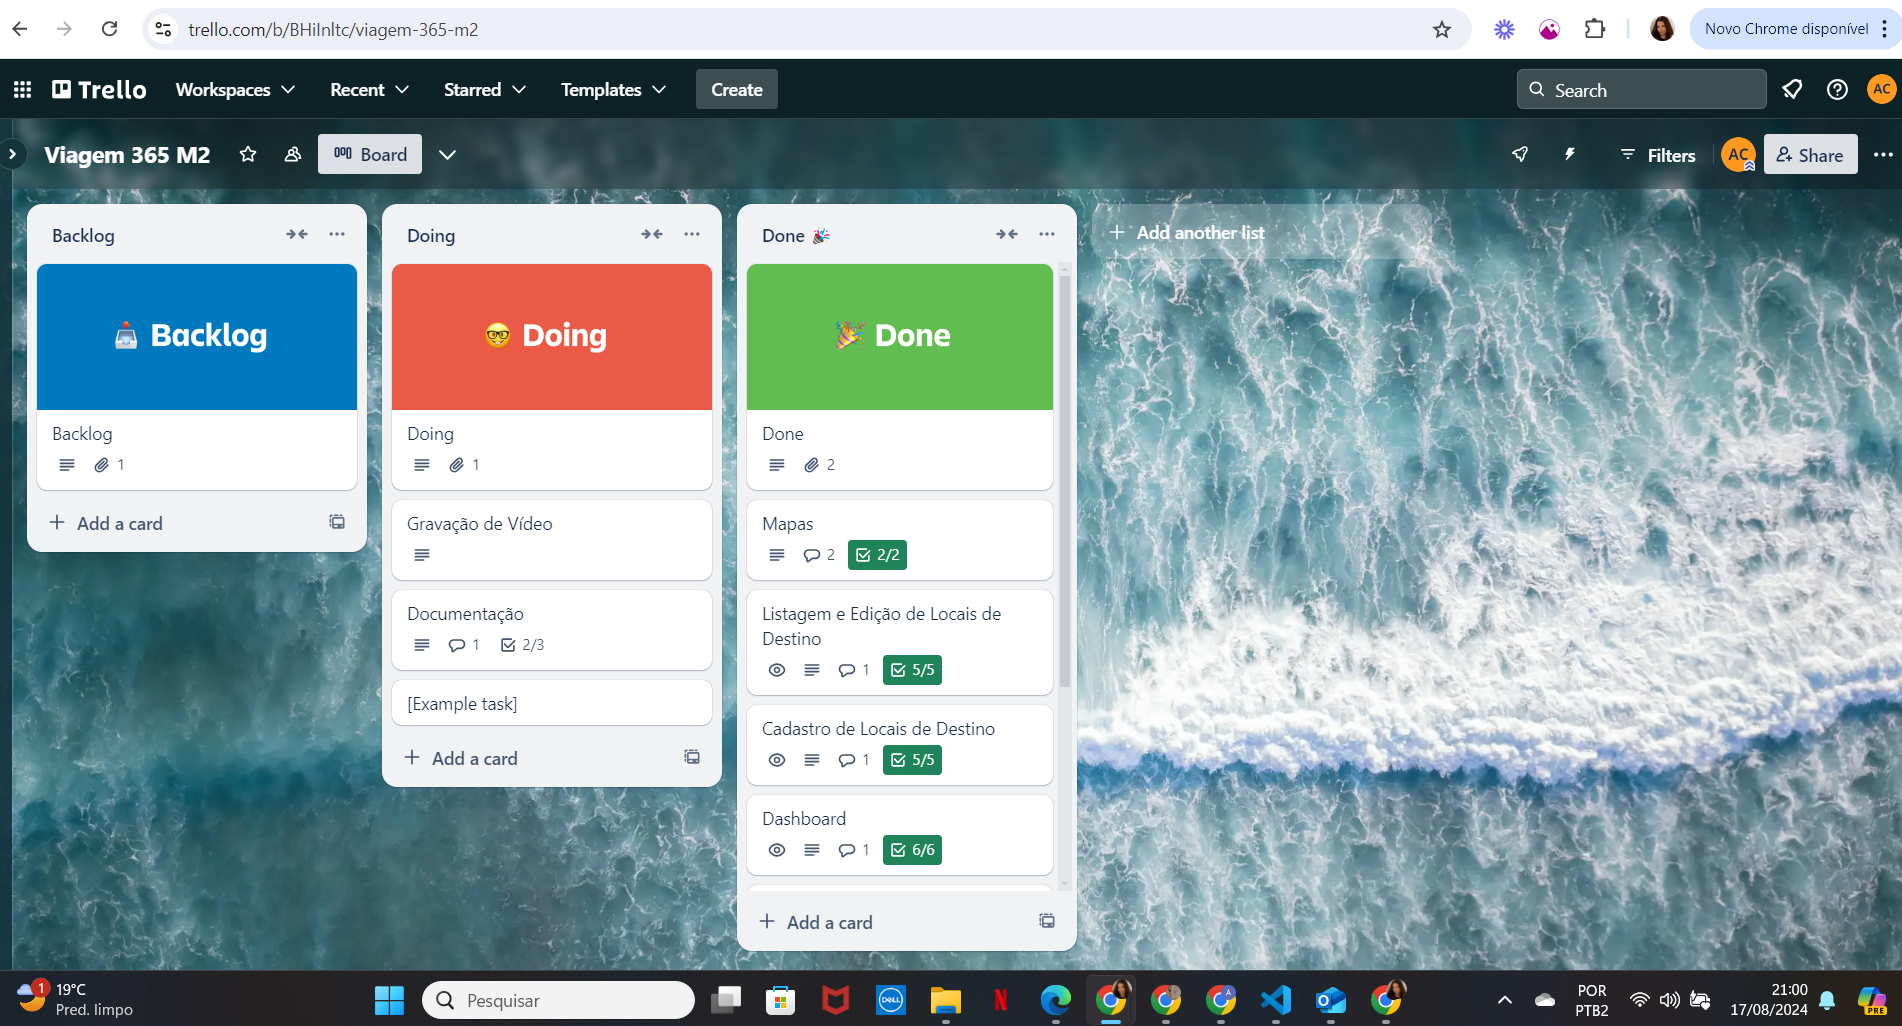 trello.com/b/BHiInltc/viagem-365-m2
Novo Chrome disponível
Trello
Workspaces
Recent
Starred
Templates
Create
Search
AC
Viagem 365 M2
Board
Filters
AC
Share
Backlog
Backlog
Backlog
1
Add a card
Doing
Doing
Doing
1
Gravação de Vídeo
Documentação
1 2/3
[Example task]
Add a card
Done
Done
Done
2
Mapas
2 2/2
Listagem e Edição de Locais de
Destino
1 5/5
Cadastro de Locais de Destino
1 5/5
Dashboard
1 6/6
Add a card
Add another list
1
19°C
Pred. limpo
Pesquisar
DELL
N
A
POR
PTB2
21:00
17/08/2024
PRE